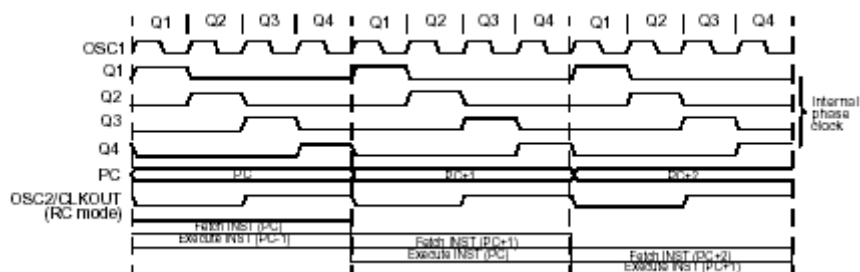 Q1 Q2 Q3 Q4 Q1 Q2 Q3 Q4 Q1 Q2 Q3 Q4
OSC1
Q1
Q2
Q3
Q4
Internal
phase
clock
PC PC PC+1 PC+2
OSC2/CLKOUT
(RC mode)
Fetch INST (PC)
Execute INST (PC-1) Fetch INST (PC+1)
Execute INST (PC) Fetch INST (PC+2)
Execute INST (PC+1)